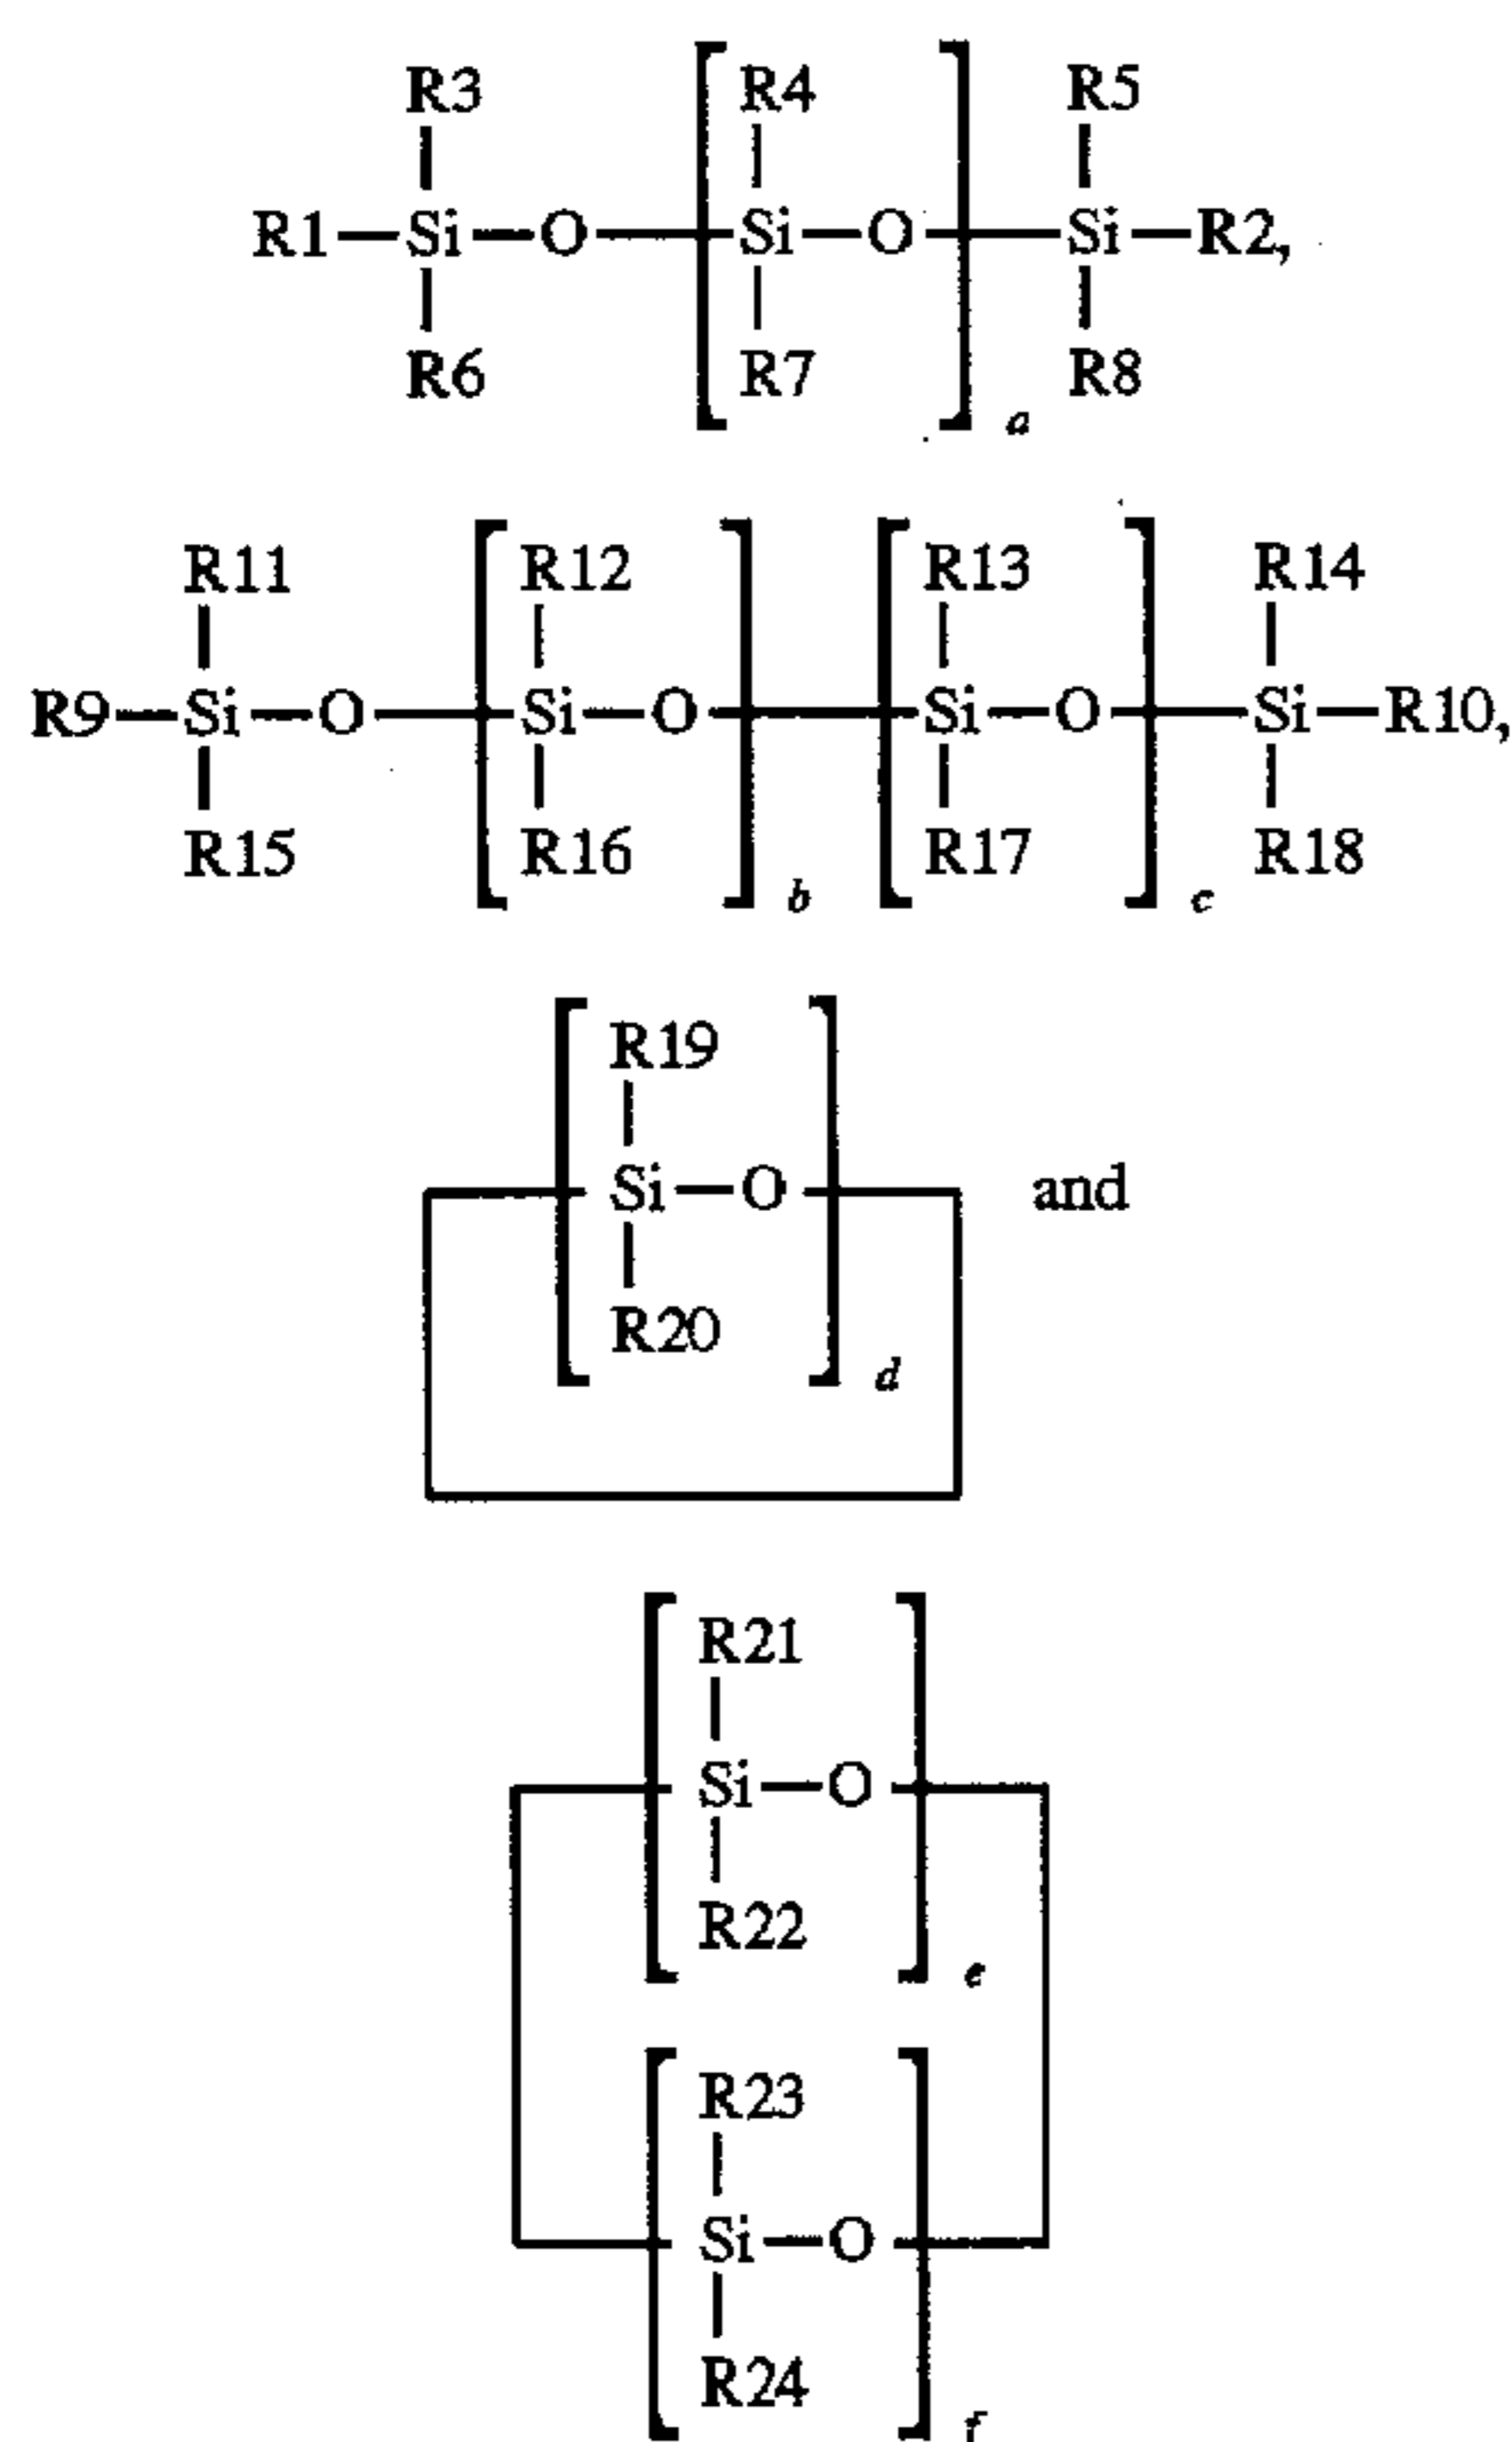 R3 R4 R5
R1—Si—O—[Si—O]—Si—R2,
R6 R7 R8
a
R11 R12 R13 R14
R9—Si—O—[Si—O]—[Si—O]—Si—R10,
R15 R16 R17 R18
b c
R19
Si—O and
R20
d
R21
Si—O
R22
e
R23
Si—O
R24
f